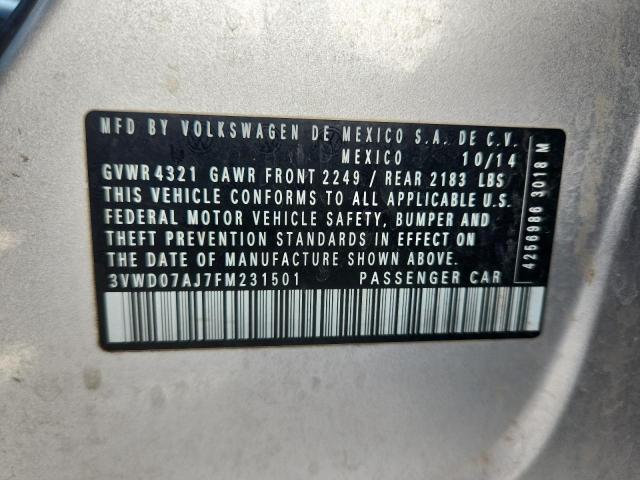 MFD BY VOLKSWAGEN DE MEXICO S.A. DE C.V.
MEXICO 10/14
GVWR 4321 GAWR FRONT 2249 / REAR 2183 LBS
THIS VEHICLE CONFORMS TO ALL APPLICABLE U.S.
FEDERAL MOTOR VEHICLE SAFETY, BUMPER AND
THEFT PREVENTION STANDARDS IN EFFECT ON
THE DATE OF MANUFACTURE SHOWN ABOVE.
3VWD07AJ7FM231501 PASSENGER CAR
4256986 3018 M